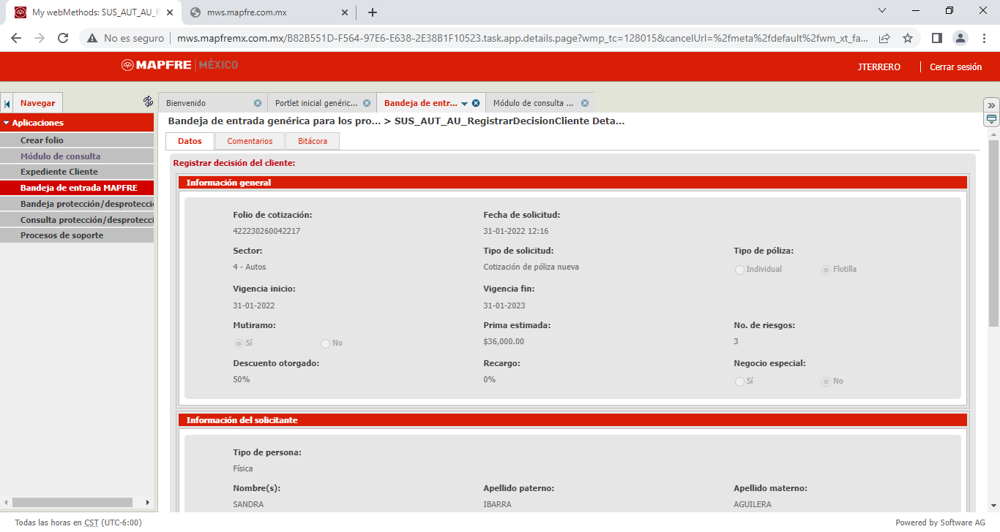 My webMethods: SUS_AUT_AU_R
mws.mapfre.com.mx
No es seguro
mws.mapfremx.com.mx/B82B551D-F564-97E6-E638-2E38B1F10523.task.app.details.page?wmp_tc=128015&cancelUrl=%2fmeta%2fdefault%2fwm_xt_fa...
MAPFRE | MÉXICO
JTERRERO
Cerrar sesión
Navegar
Bienvenido
Portlet inicial genéric...
Bandeja de entr...
Módulo de consulta ...
Aplicaciones
Crear folio
Módulo de consulta
Expediente Cliente
Bandeja de entrada MAPFRE
Bandeja protección/desprotecci
Consulta protección/desprotecci
Procesos de soporte
Bandeja de entrada genérica para los pro... > SUS_AUT_AU_RegistrarDecisionCliente Deta...
Datos
Comentarios
Bitácora
Registrar decisión del cliente:
Información general
Folio de cotización:
Fecha de solicitud:
422230260042217
31-01-2022 12:16
Sector:
Tipo de solicitud:
Tipo de póliza:
4 - Autos
Cotización de póliza nueva
Individual
Flotilla
Vigencia inicio:
Vigencia fin:
31-01-2022
31-01-2023
Mutiramo:
Prima estimada:
No. de riesgos:
Sí
No
$36,000.00
3
Descuento otorgado:
Recargo:
Negocio especial:
50%
0%
Sí
No
Información del solicitante
Tipo de persona:
Física
Nombre(s):
Apellido paterno:
Apellido materno:
SANDRA
IBARRA
AGUILERA
Todas las horas en CST (UTC-6:00)
Powered by Software AG